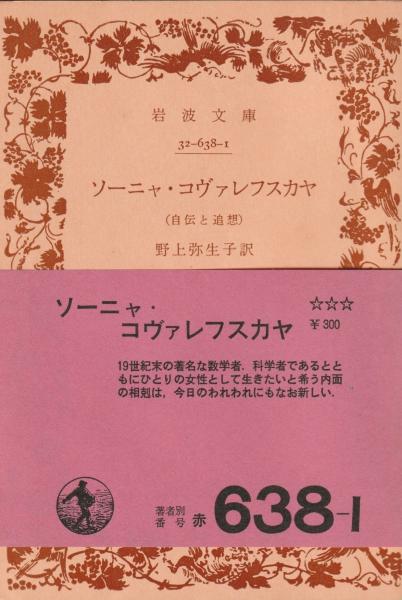 岩波文庫
32-638-1
ソーニャ・コヴァレフスカヤ
(自伝と追想)
野上弥生子訳
ソーニャ・
コヴァレフスカヤ
☆☆☆
¥300
19世紀末の著名な数学者．科学者であるとと
もにひとりの女性として生きたいと希う内面
の相剋は，今日のわれわれにもなお新しい．
著者別
番号 赤 638-1